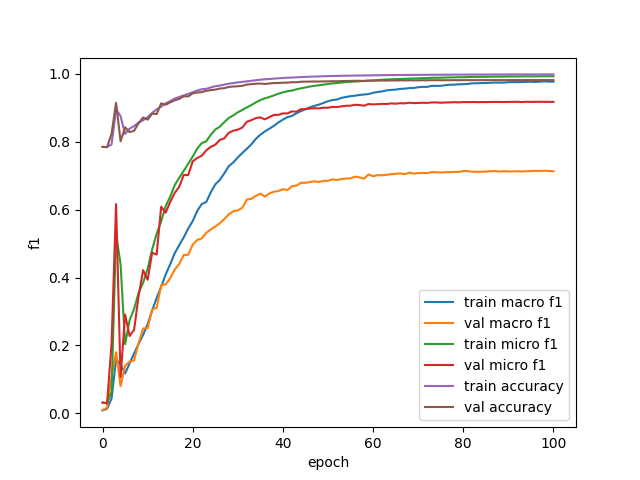 1.0
0.8
0.6
0.4
0.2
0.0
f1
train macro f1
val macro f1
train micro f1
val micro f1
train accuracy
val accuracy
0 20 40 60 80 100
epoch